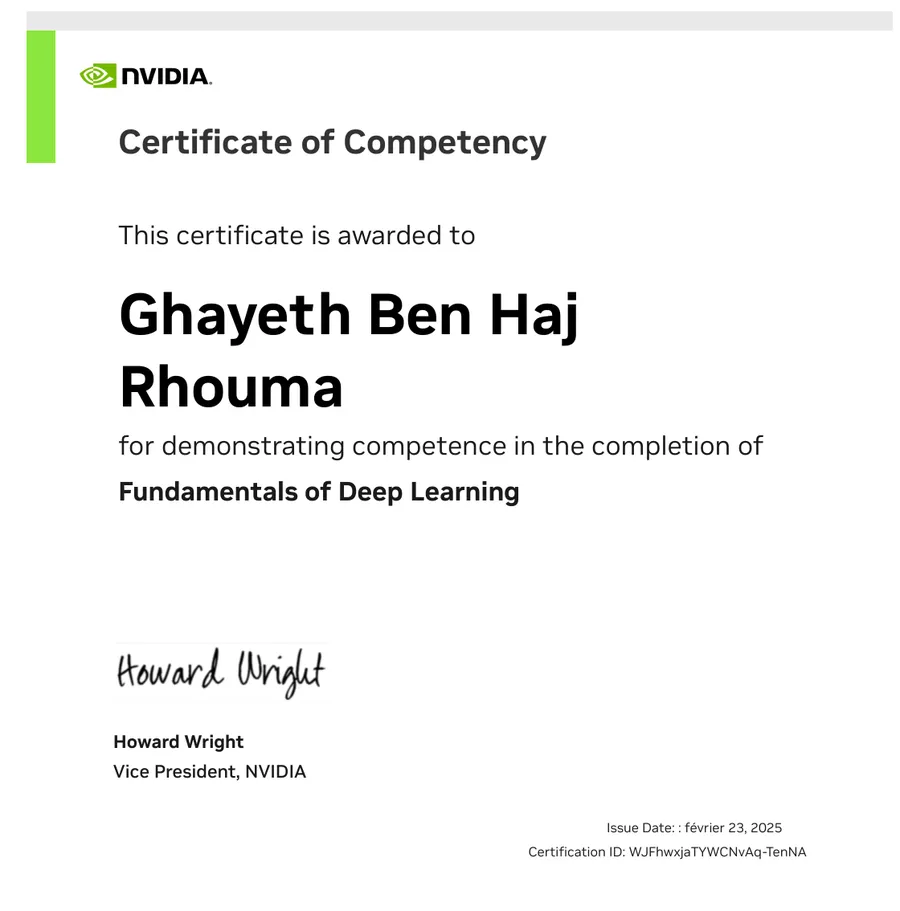 NVIDIA.
Certificate of Competency
This certificate is awarded to
Ghayeth Ben Haj
Rhouma
for demonstrating competence in the completion of
Fundamentals of Deep Learning
Howard Wright
Howard Wright
Vice President, NVIDIA
Issue Date: : février 23, 2025
Certification ID: WJFhwxjaTYWCNvAq-TenNA